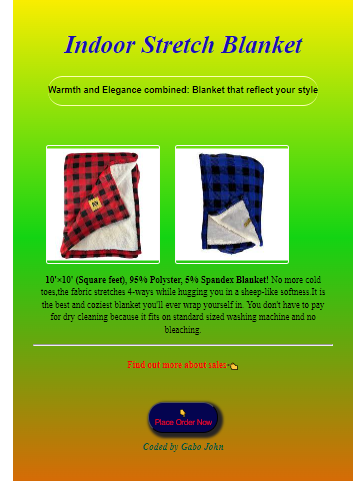 Indoor Stretch Blanket
Warmth and Elegance combined: Blanket that reflect your style
10'×10' (Square feet), 95% Polyster, 5% Spandex Blanket! No more cold
toes,the fabric stretches 4-ways while hugging you in a sheep-like softness.It is
the best and coziest blanket you'll ever wrap yourself in. You don't have to pay
for dry cleaning because it fits on standard sized washing machine and no
bleaching.
Find out more about sales👈
👇
Place Order Now
Coded by Gabo John